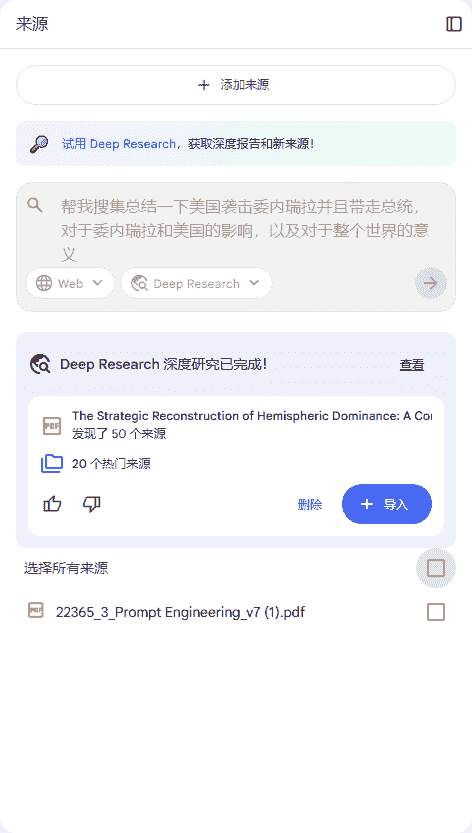 来源
添加来源
试用 Deep Research，获取深度报告和新来源！
帮我搜集总结一下美国袭击委内瑞拉并且带走总统，
对于委内瑞拉和美国的影响，以及对于整个世界的意
义
Web
Deep Research
Deep Research 深度研究已完成！
查看
PDF
The Strategic Reconstruction of Hemispheric Dominance: A Cor
发现了 50 个来源
20 个热门来源
删除
导入
选择所有来源
PDF
22365_3_Prompt Engineering_v7 (1).pdf